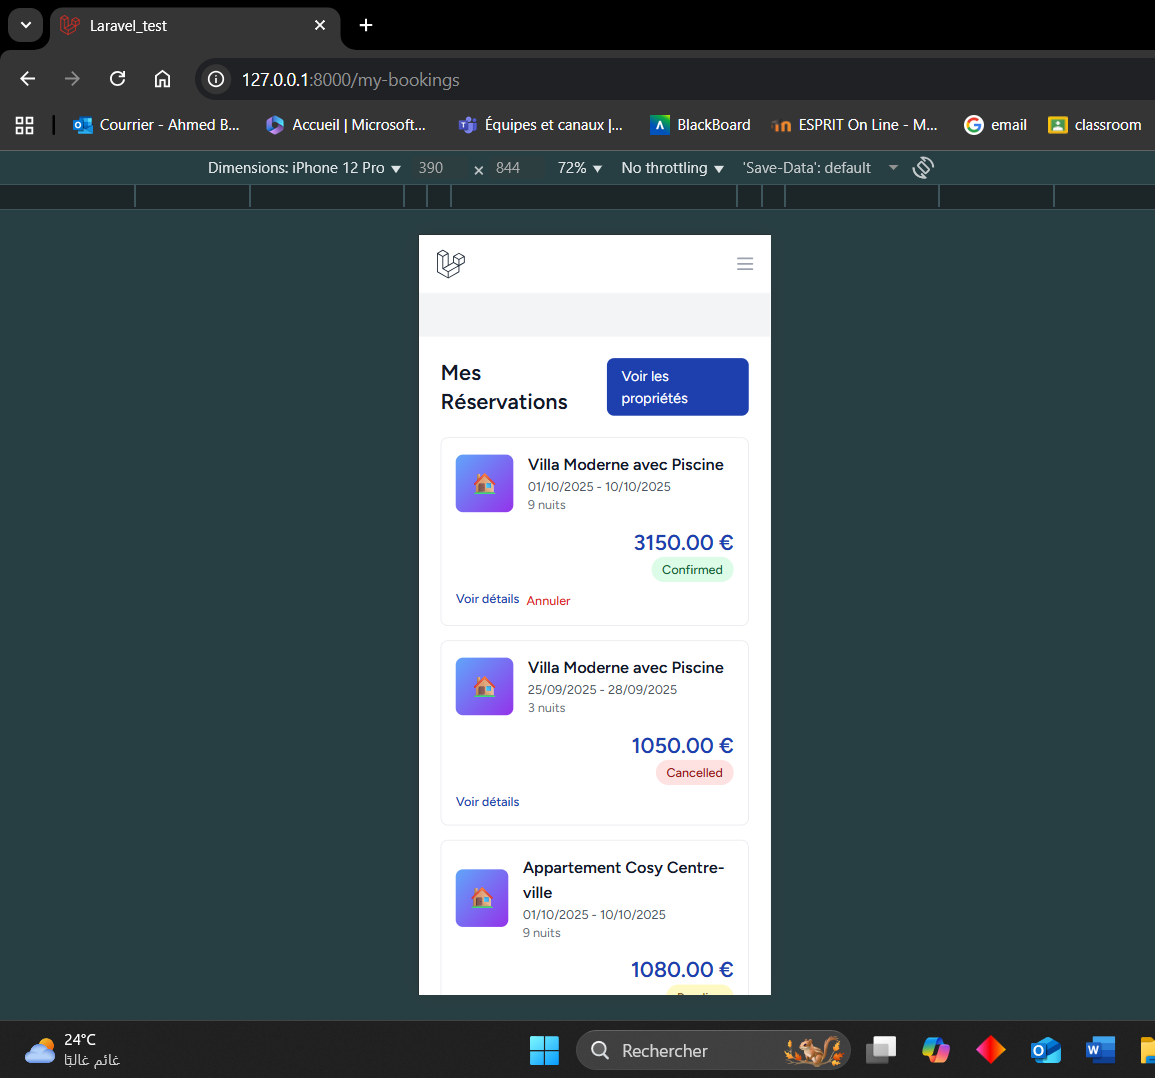 Laravel_test
127.0.0.1:8000/my-bookings
Courrier - Ahmed B...
Accueil | Microsoft...
Équipes et canaux |...
BlackBoard
ESPRIT On Line - M...
email
classroom
Dimensions: iPhone 12 Pro
390
×
844
72%
No throttling
'Save-Data': default
Mes
Réservations
Voir les
propriétés
Villa Moderne avec Piscine
01/10/2025 - 10/10/2025
9 nuits
3150.00 €
Confirmed
Voir détails
Annuler
Villa Moderne avec Piscine
25/09/2025 - 28/09/2025
3 nuits
1050.00 €
Cancelled
Voir détails
Appartement Cosy Centre-
ville
01/10/2025 - 10/10/2025
9 nuits
1080.00 €
24°C
غائم غالبًا
Rechercher